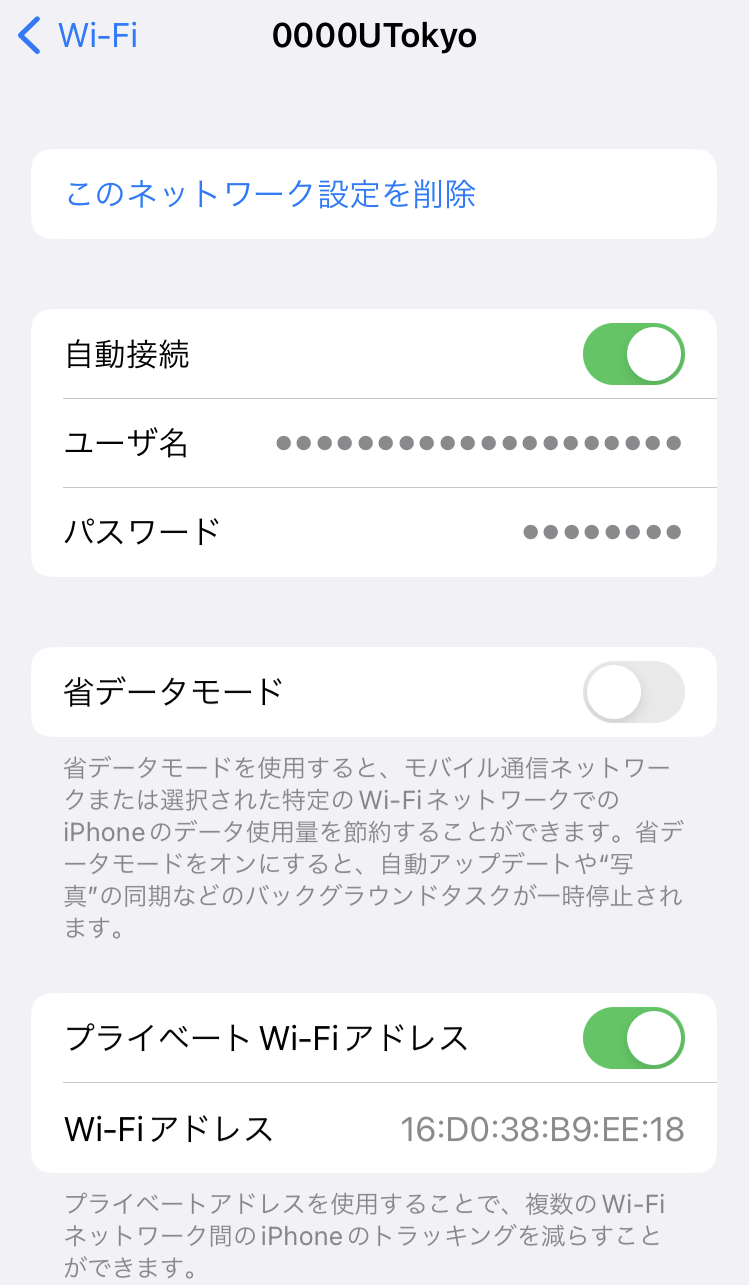 Wi-Fi
0000UTokyo
このネットワーク設定を削除
自動接続
ユーザ名 ●●●●●●●●●●●●●●●●●●●●
パスワード ●●●●●●●●
省データモード
省データモードを使用すると、モバイル通信ネットワー
クまたは選択された特定のWi-Fiネットワークでの
iPhoneのデータ使用量を節約することができます。省デ
ータモードをオンにすると、自動アップデートや“写
真”の同期などのバックグラウンドタスクが一時停止され
ます。
プライベートWi-Fiアドレス
Wi-Fiアドレス 16:D0:38:B9:EE:18
プライベートアドレスを使用することで、複数のWi-Fi
ネットワーク間のiPhoneのトラッキングを減らすこと
ができます。